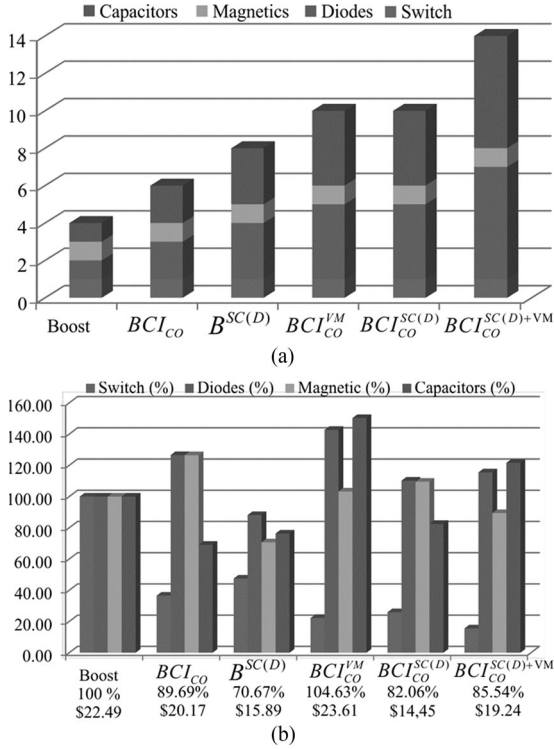 Capacitors Magnetics Diodes Switch
14
12
10
8
6
4
2
0
Boost BCI_CO B^SC(D) BCI_CO^VM BCI_CO^SC(D) BCI_CO^SC(D)+VM
(a)
Switch (%) Diodes (%) Magnetic (%) Capacitors (%)
160.00
140.00
120.00
100.00
80.00
60.00
40.00
20.00
0.00
Boost BCI_CO B^SC(D) BCI_CO^VM BCI_CO^SC(D) BCI_CO^SC(D)+VM
100 % 89.69% 70.67% 104.63% 82.06% 85.54%
$22.49 $20.17 $15.89 $23.61 $14,45 $19.24
(b)